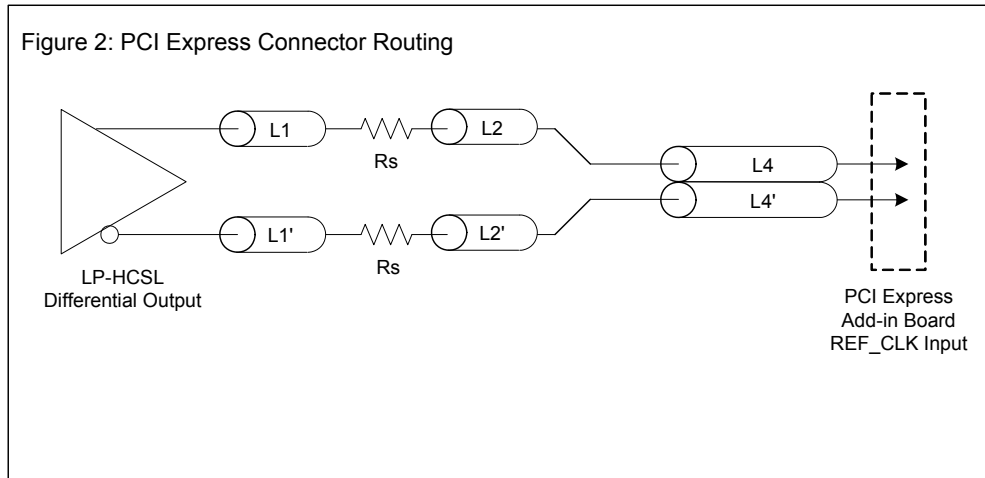 Figure 2: PCI Express Connector Routing
L1
Rs
L2
L4
L4'
L1'
Rs
L2'
LP-HCSL
Differential Output
PCI Express
Add-in Board
REF_CLK Input